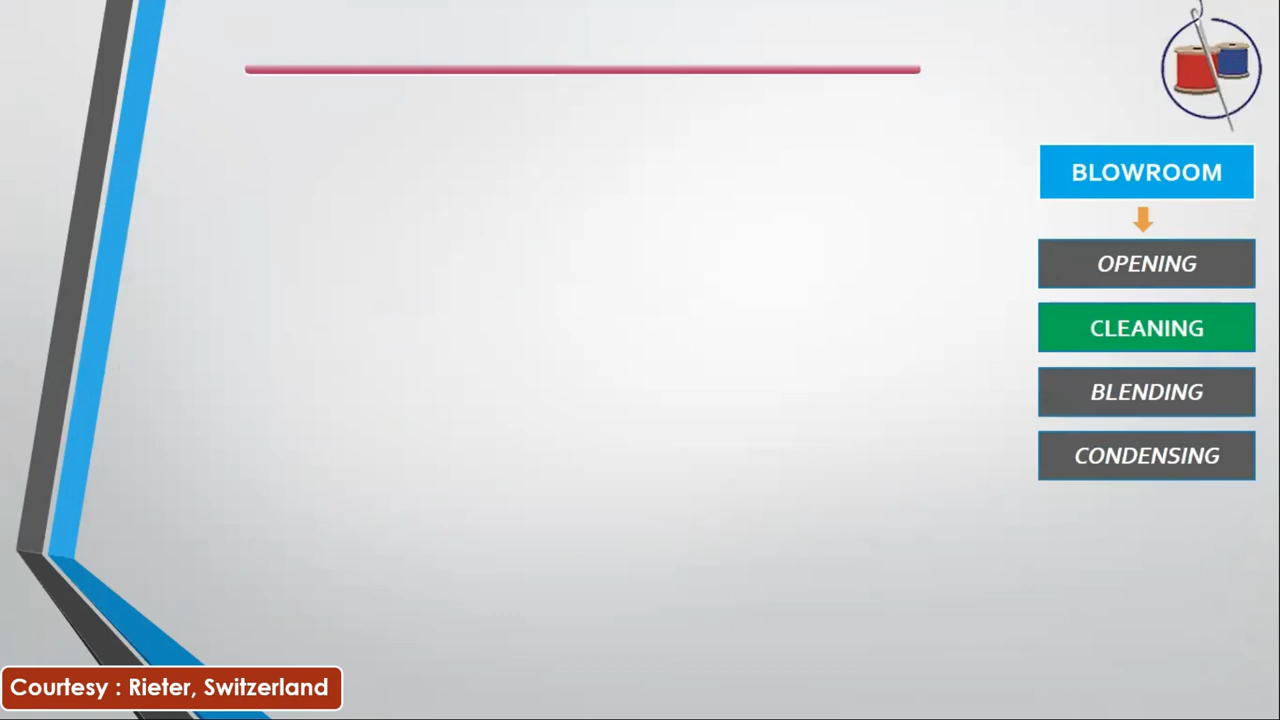 BLOWROOM
OPENING
CLEANING
BLENDING
CONDENSING
Courtesy : Rieter, Switzerland